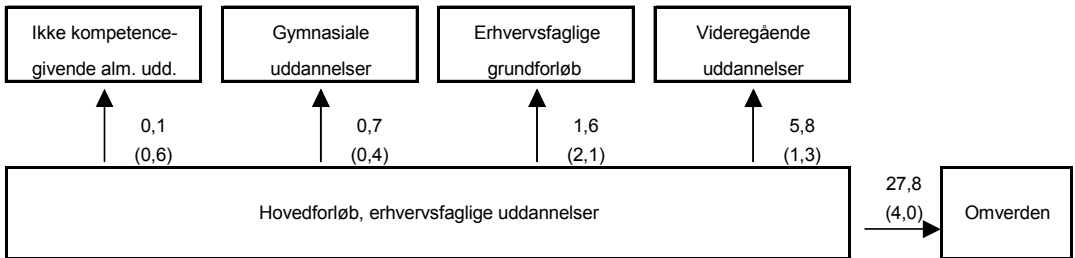 Ikke kompetence-
givende alm. udd.
Gymnasiale
uddannelser
Erhvervsfaglige
grundforløb
Videregående
uddannelser
0,1
(0,6)
0,7
(0,4)
1,6
(2,1)
5,8
(1,3)
Hovedforløb, erhvervsfaglige uddannelser
27,8
(4,0)
Omverden